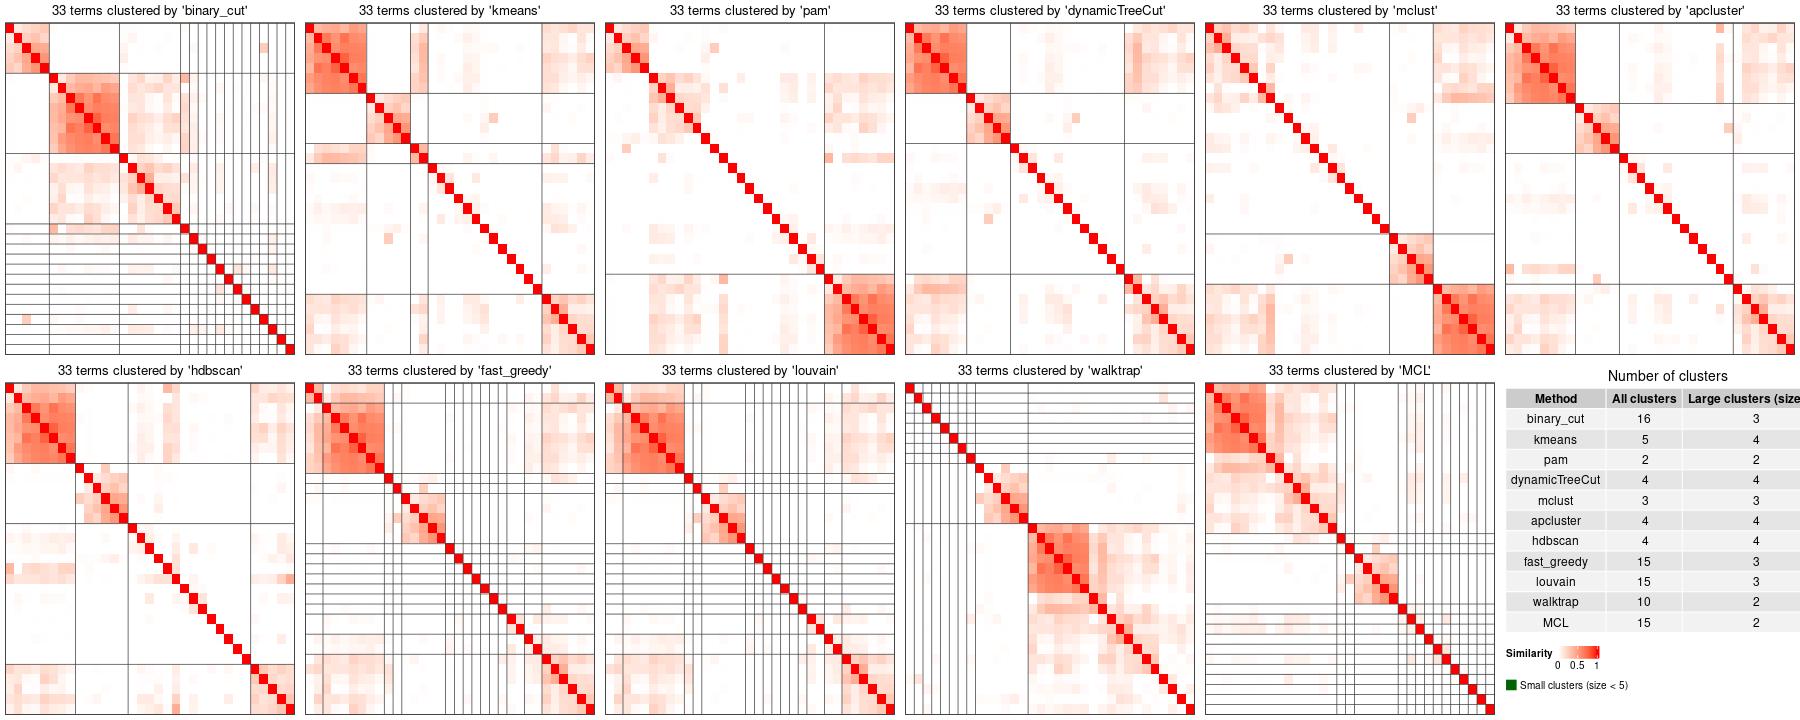 33 terms clustered by 'binary_cut'
33 terms clustered by 'kmeans'
33 terms clustered by 'pam'
33 terms clustered by 'dynamicTreeCut'
33 terms clustered by 'mclust'
33 terms clustered by 'apcluster'
33 terms clustered by 'hdbscan'
33 terms clustered by 'fast_greedy'
33 terms clustered by 'louvain'
33 terms clustered by 'walktrap'
33 terms clustered by 'MCL'
Number of clusters
Method All clusters Large clusters (size
binary_cut 16 3
kmeans 5 4
pam 2 2
dynamicTreeCut 4 4
mclust 3 3
apcluster 4 4
hdbscan 4 4
fast_greedy 15 3
louvain 15 3
walktrap 10 2
MCL 15 2
Similarity
0 0.5 1
Small clusters (size < 5)